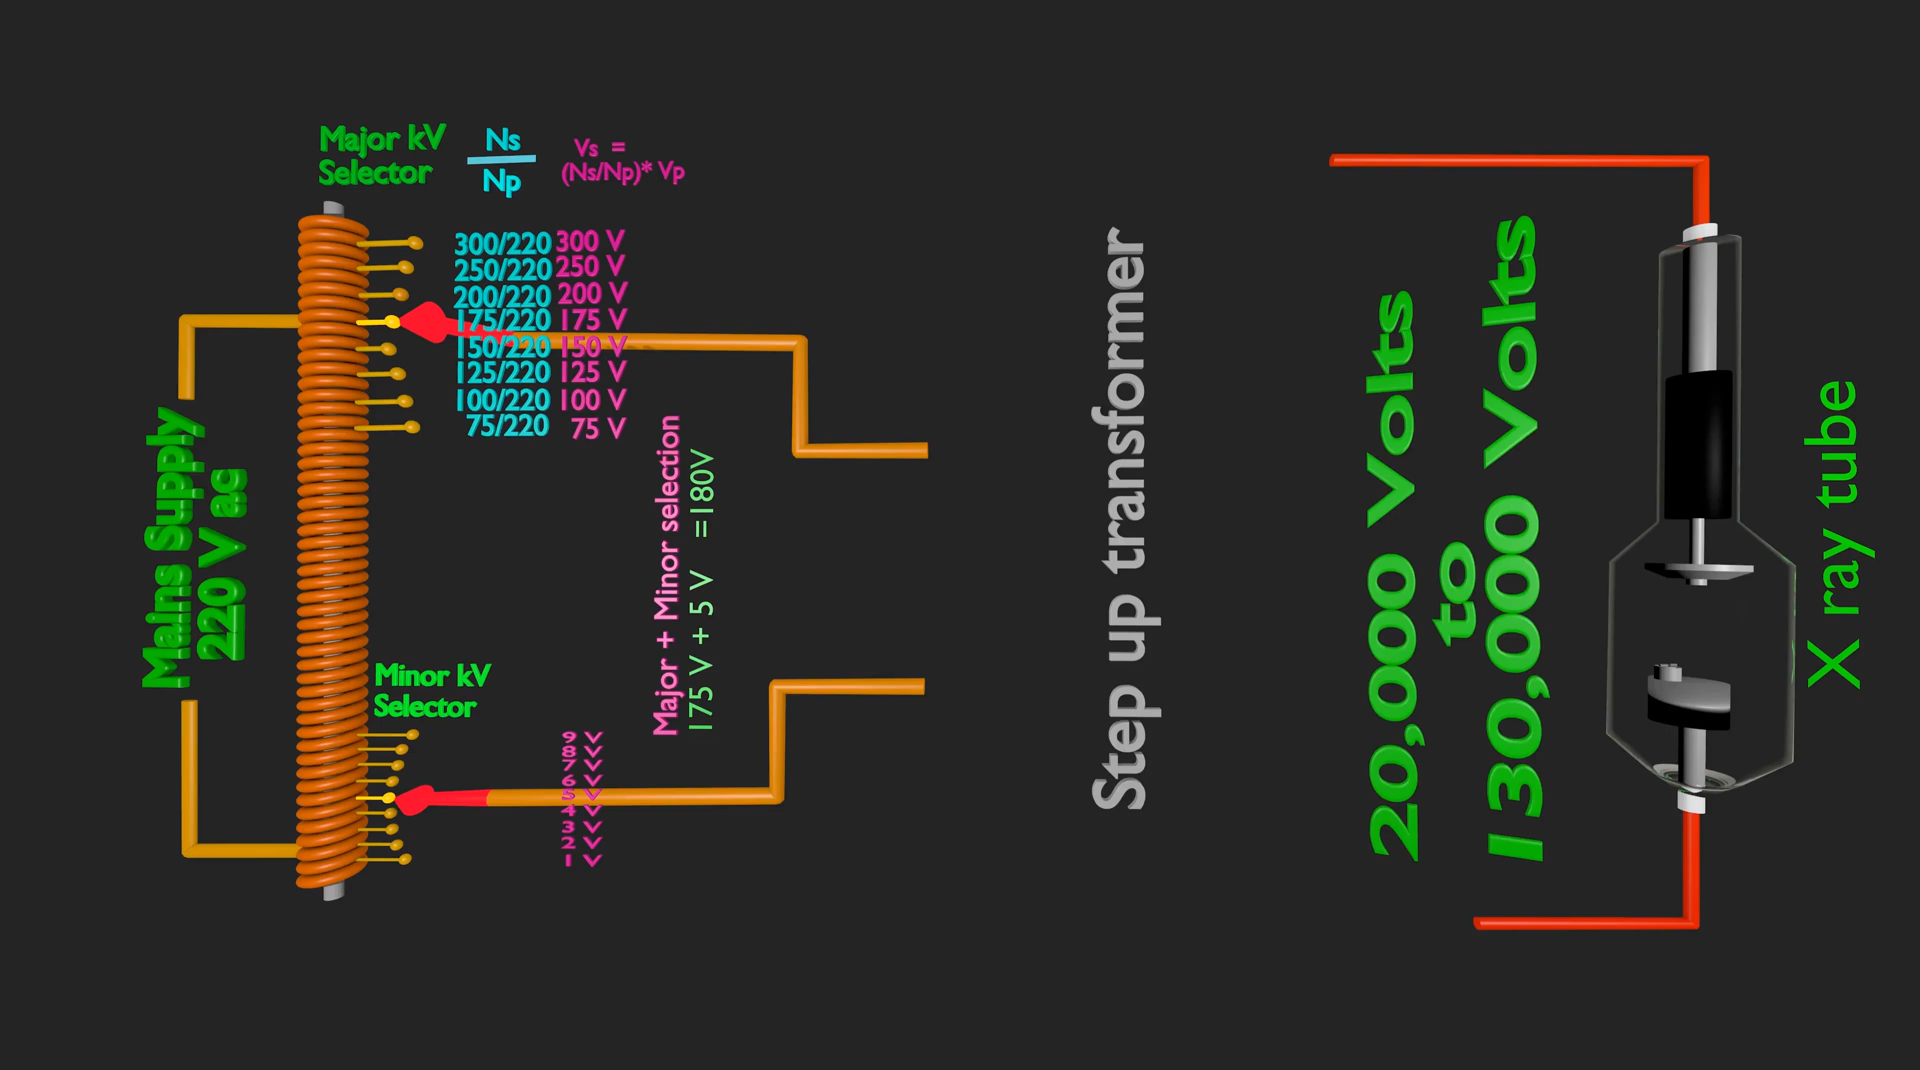 Major kV
Selector
Ns
Np
Vs =
(Ns/Np)* Vp
300/220 300 V
250/220 250 V
200/220 200 V
175/220 175 V
150/220 150 V
125/220 125 V
100/220 100 V
75/220 75 V
Mains Supply
220 V ac
Minor kV
Selector
9 V
8 V
7 V
6 V
5 V
4 V
3 V
2 V
1 V
Major + Minor selection
175 V + 5 V =180V
Step up transformer
20,000 Volts
to
130,000 Volts
X ray tube